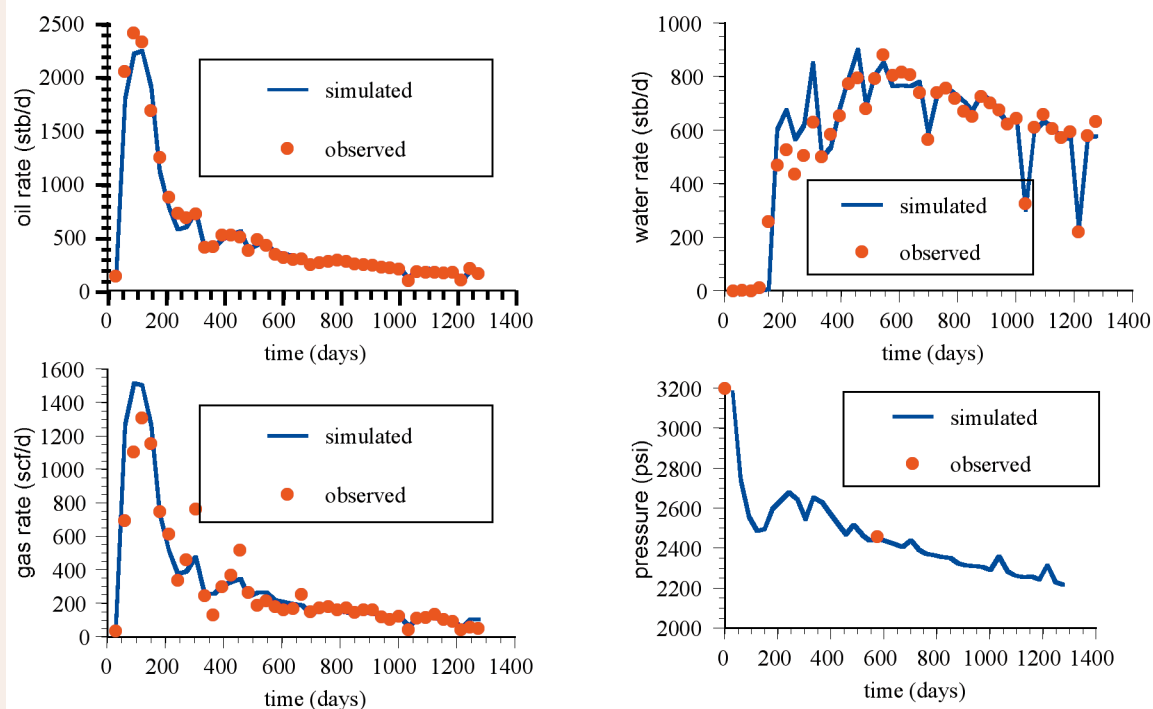 2500
2000
1500
1000
500
0
oil rate (stb/d)
simulated
observed
0 200 400 600 800 1000 1200 1400
time (days)
1000
800
600
400
200
0
water rate (stb/d)
simulated
observed
0 200 400 600 800 1000 1200 1400
time (days)
1600
1400
1200
1000
800
600
400
200
0
gas rate (scf/d)
simulated
observed
0 200 400 600 800 1000 1200 1400
time (days)
3200
3000
2800
2600
2400
2200
2000
pressure (psi)
simulated
observed
0 200 400 600 800 1000 1200 1400
time (days)